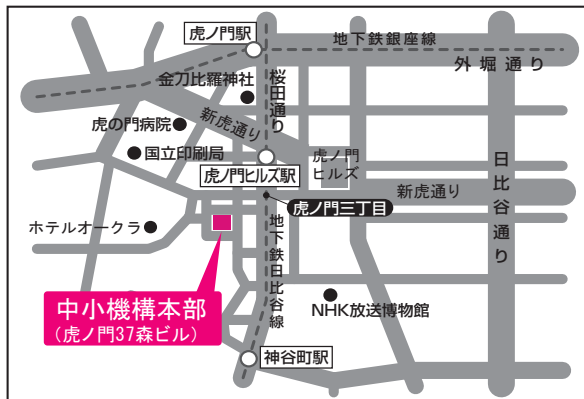 虎ノ門駅
地下鉄銀座線
外堀通り
金刀比羅神社
桜田通り
虎の門病院
新虎通り
国立印刷局
虎ノ門
ヒルズ
虎ノ門ヒルズ駅
新虎通り
日比谷通り
虎ノ門三丁目
ホテルオークラ
地下鉄日比谷線
中小機構本部
(虎ノ門37森ビル)
NHK放送博物館
神谷町駅